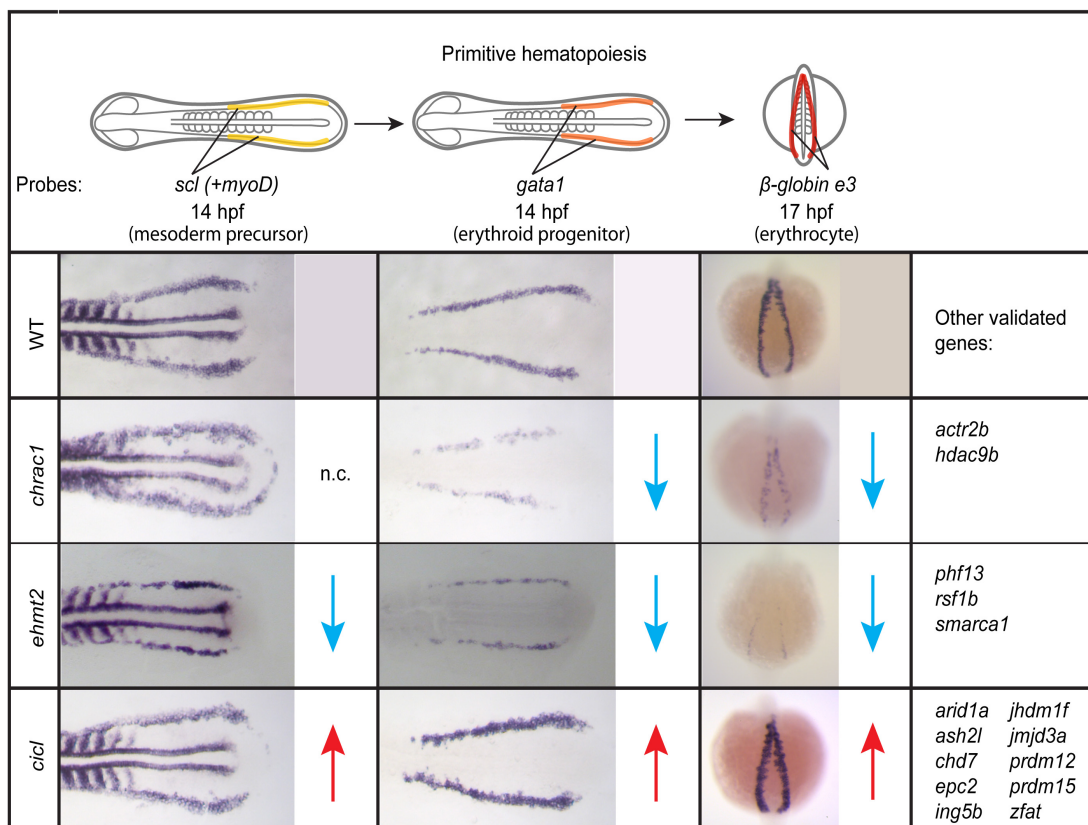 Primitive hematopoiesis
Probes:
scl (+myoD)
14 hpf
(mesoderm precursor)
gata1
14 hpf
(erythroid progenitor)
β-globin e3
17 hpf
(erythrocyte)
WT
Other validated
genes:
chrac1
n.c.
actr2b
hdac9b
ehmt2
phf13
rsf1b
smarca1
cicl
arid1a jhdm1f
ash2l jmjd3a
chd7 prdm12
epc2 prdm15
ing5b zfat